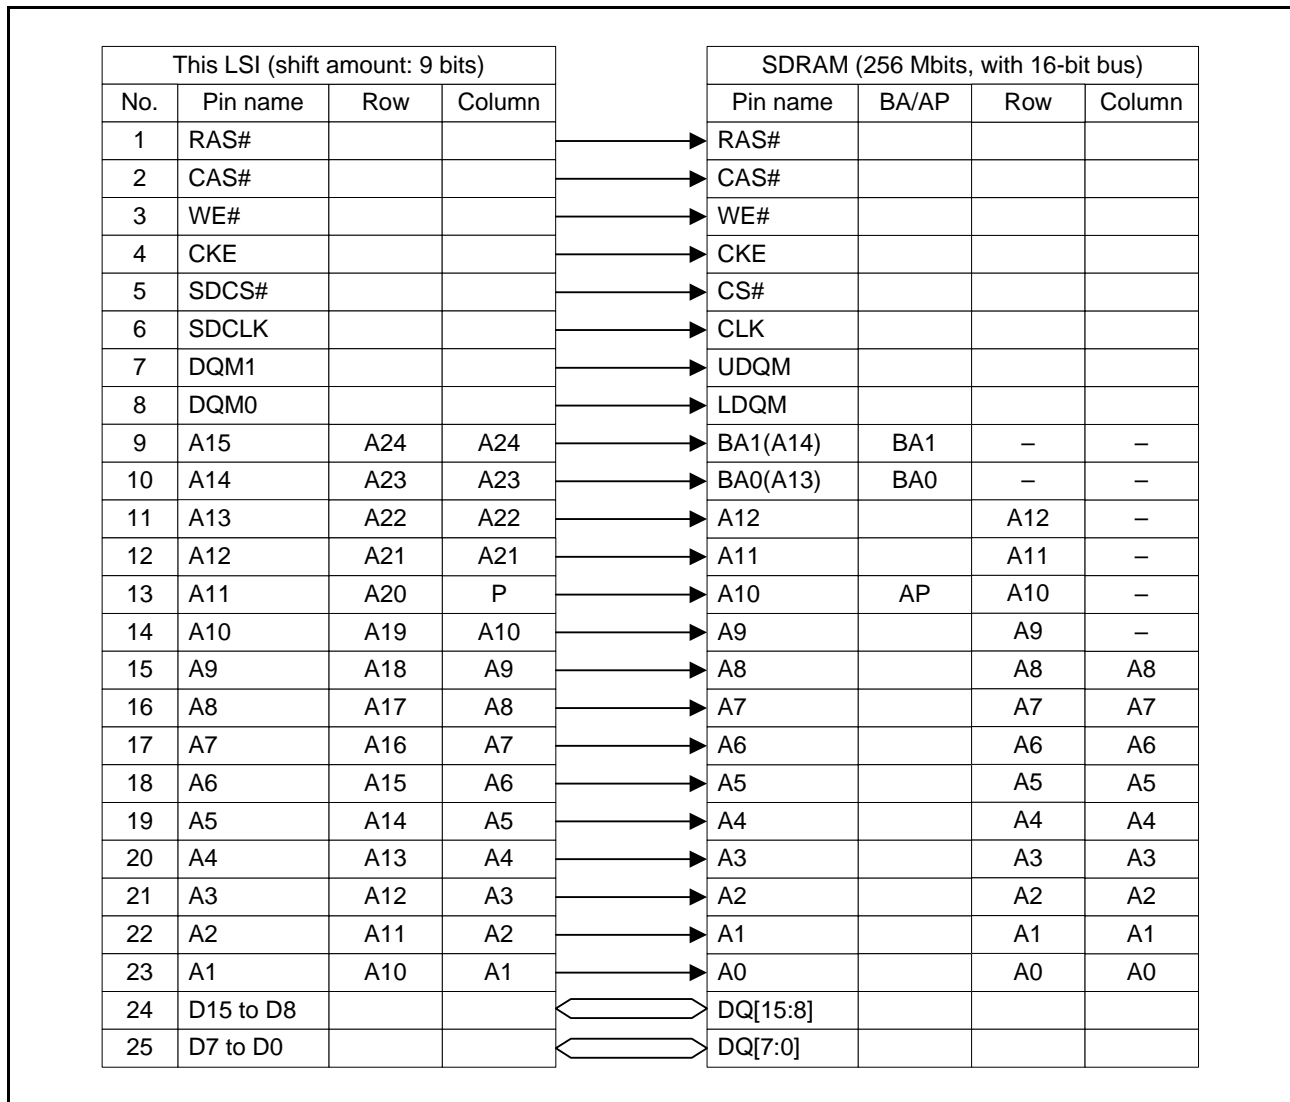 This LSI (shift amount: 9 bits) SDRAM (256 Mbits, with 16-bit bus)
No. Pin name Row Column Pin name BA/AP Row Column
1 RAS# RAS#
2 CAS# CAS#
3 WE# WE#
4 CKE CKE
5 SDCS# CS#
6 SDCLK CLK
7 DQM1 UDQM
8 DQM0 LDQM
9 A15 A24 A24 BA1(A14) BA1 – –
10 A14 A23 A23 BA0(A13) BA0 – –
11 A13 A22 A22 A12 A12 –
12 A12 A21 A21 A11 A11 –
13 A11 A20 P A10 AP A10 –
14 A10 A19 A10 A9 A9 –
15 A9 A18 A9 A8 A8 A8
16 A8 A17 A8 A7 A7 A7
17 A7 A16 A7 A6 A6 A6
18 A6 A15 A6 A5 A5 A5
19 A5 A14 A5 A4 A4 A4
20 A4 A13 A4 A3 A3 A3
21 A3 A12 A3 A2 A2 A2
22 A2 A11 A2 A1 A1 A1
23 A1 A10 A1 A0 A0 A0
24 D15 to D8 DQ[15:8]
25 D7 to D0 DQ[7:0]